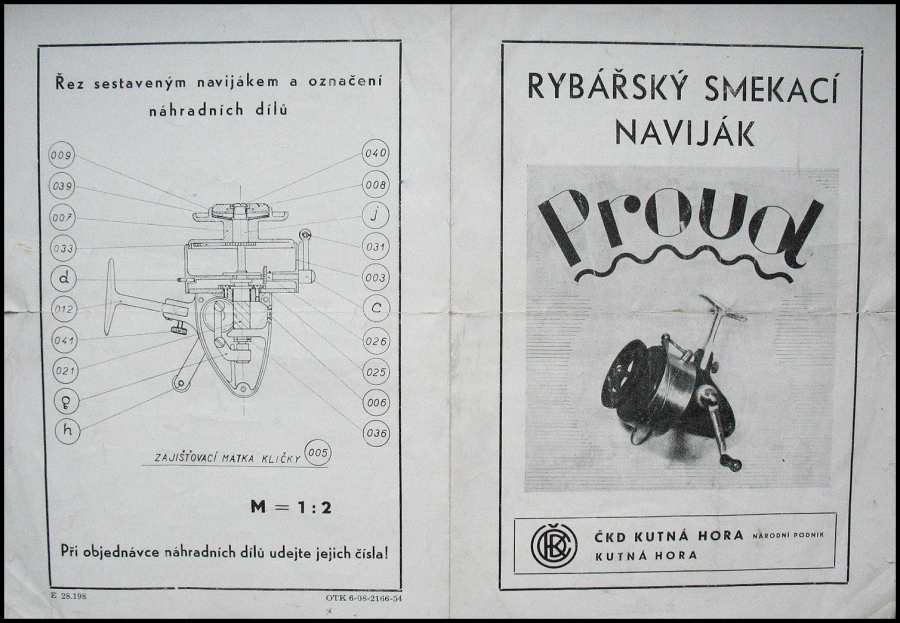 Řez sestaveným navijákem a označení
náhradních dílů
009
039
007
033
d
012
041
021
g
h
040
008
j
031
003
c
026
025
006
036
ZAJIŠŤOVACÍ MATKA KLIČKY 005
M = 1:2
Při objednávce náhradních dílů udejte jejich čísla!
E 28.198
OTK 6-98-2166-54
RYBÁŘSKÝ SMEKACÍ
NAVIJÁK
Proud
ČKD
ČKD KUTNÁ HORA NÁRODNÍ PODNIK
KUTNÁ HORA